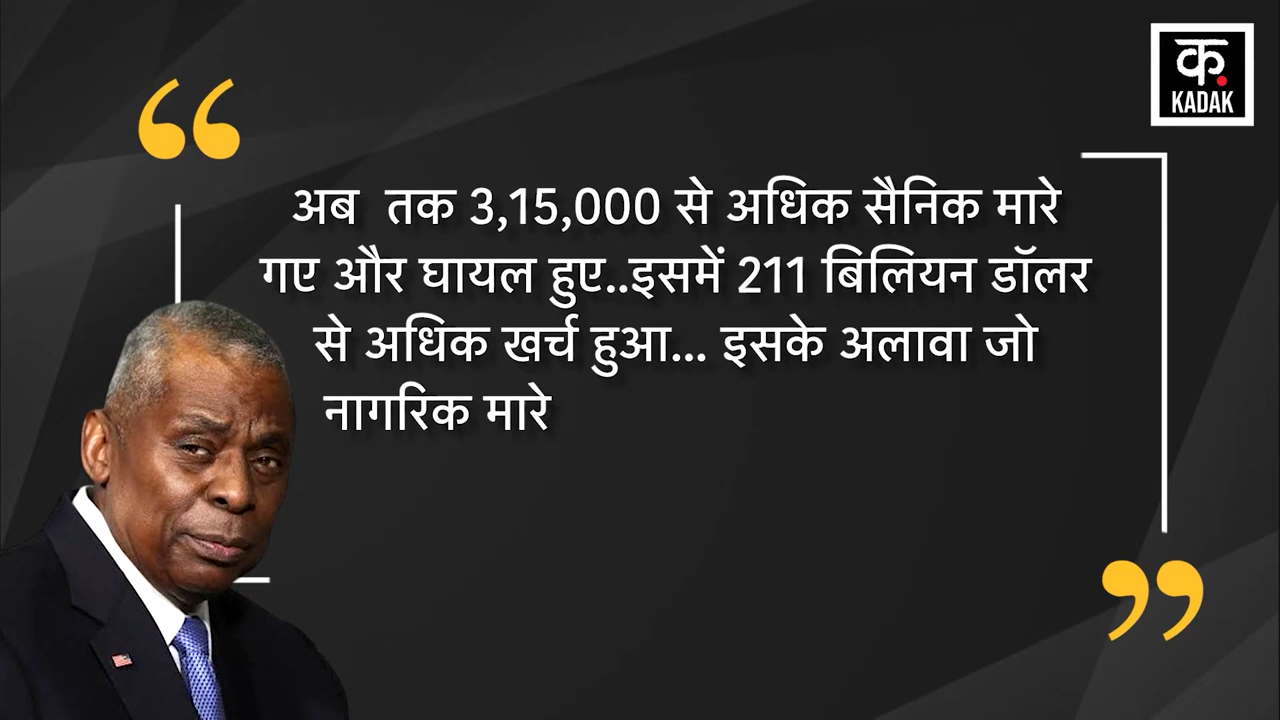 क.
KADAK
अब तक 3,15,000 से अधिक सैनिक मारे
गए और घायल हुए..इसमें 211 बिलियन डॉलर
से अधिक खर्च हुआ... इसके अलावा जो
नागरिक मारे